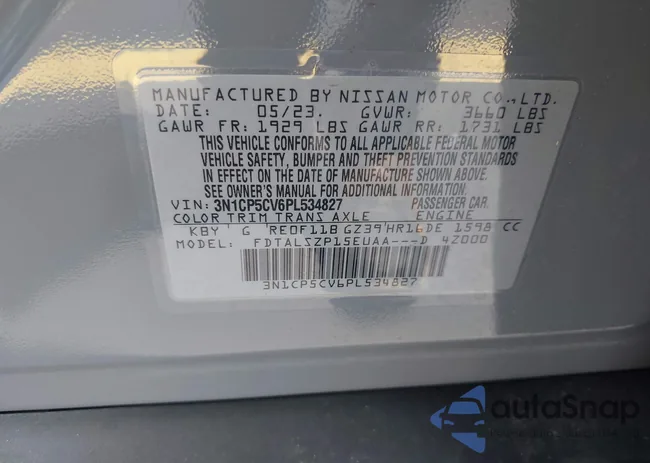 MANUFACTURED BY NISSAN MOTOR CO., LTD.
DATE: 05/23. GVWR: 3660 LBS
GAWR FR: 1929 LBS GAWR RR: 1731 LBS
THIS VEHICLE CONFORMS TO ALL APPLICABLE FEDERAL MOTOR
VEHICLE SAFETY, BUMPER AND THEFT PREVENTION STANDARDS
IN EFFECT ON THE DATE OF MANUFACTURE SHOWN ABOVE.
SEE OWNER'S MANUAL FOR ADDITIONAL INFORMATION.
VIN: 3N1CP5CV6PL534827 PASSENGER CAR.
COLOR TRIM TRANS AXLE ENGINE
KBY G RE0F11B GZ39 HR16DE 1598 CC
MODEL: FDTALSZP15EUAA---D 4Z000
3N1CP5CV6PL534827
autoSnap